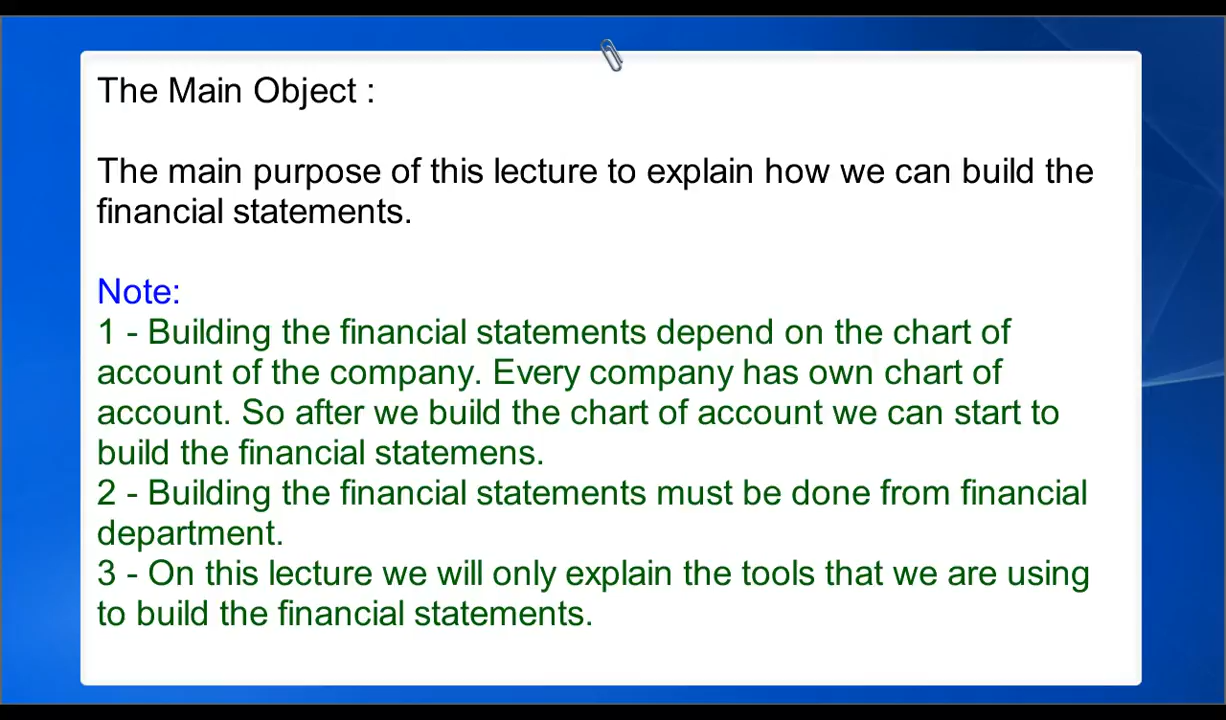 The Main Object :
The main purpose of this lecture to explain how we can build the
financial statements.
Note:
1 - Building the financial statements depend on the chart of
account of the company. Every company has own chart of
account. So after we build the chart of account we can start to
build the financial statemens.
2 - Building the financial statements must be done from financial
department.
3 - On this lecture we will only explain the tools that we are using
to build the financial statements.